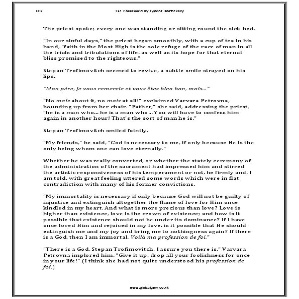 The priest spoke; every one was standing or sitting round the sick bed.
"In our sinful days," the priest began smoothly, with a cup of tea in his
hand, "faith in the Most High is the sole refuge of the race of man in all
the trials and tribulations of life, as well as its hope for that eternal
bliss promised to the righteous."
Stepan Trofimovitch seemed to revive, a subtle smile strayed on his
lips.
"Mon père, je vous remercie et vous êtes bien bon, mais..."
"No mais about it, no mais at all!" exclaimed Varvara Petrovna,
bounding up from her chair. "Father," she said, addressing the priest,
"he is a man who... he is a man who... You will have to confess him
again in another hour! That's the sort of man he is."
Stepan Trofimovitch smiled faintly.
"My friends," he said, "God is necessary to me, if only because He is the
only being whom one can love eternally."
Whether he was really converted, or whether the stately ceremony of
the administration of the sacrament had impressed him and stirred
the artistic responsiveness of his temperament or not, he firmly and, I
am told, with great feeling uttered some words which were in flat
contradiction with many of his former convictions.
"My immortality is necessary if only because God will not be guilty of
injustice and extinguish altogether the flame of love for Him once
kindled in my heart. And what is more precious than love? Love is
higher than existence, love is the crown of existence; and how is it
possible that existence should not be under its dominance? If I have
once loved Him and rejoiced in my love, is it possible that He should
extinguish me and my joy and bring me to nothingness again? If there
is a God, then I am immortal. Voilà ma profession de foi."
"There is a God, Stepan Trofimovitch, I assure you there is," Varvara
Petrovna implored him. "Give it up, drop all your foolishness for once
in your life!" (I think she had not quite understood his profession de
foi.)